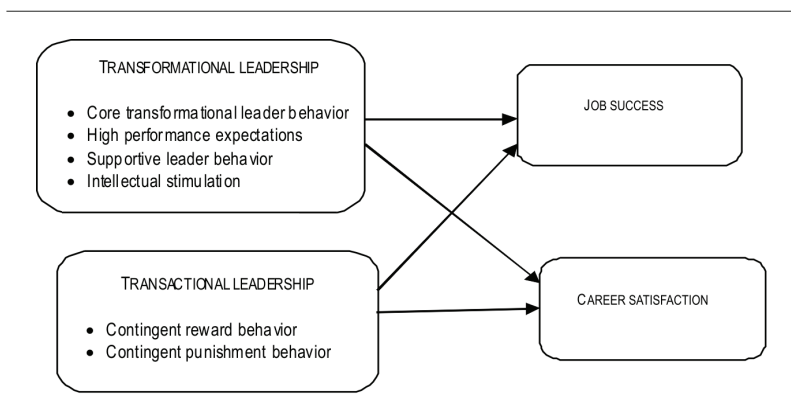 TRANSFORMATIONAL LEADERSHIP
• Core transformational leader behavior
• High performance expectations
• Supportive leader behavior
• Intellectual stimulation
JOB SUCCESS
TRANSACTIONAL LEADERSHIP
• Contingent reward behavior
• Contingent punishment behavior
CAREER SATISFACTION